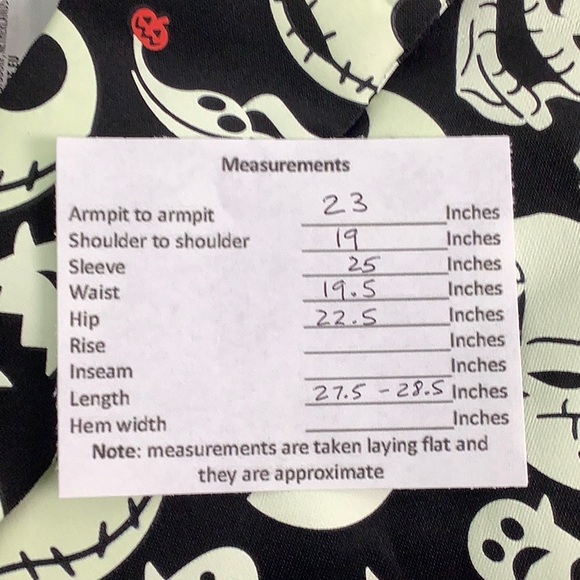 Measurements
Armpit to armpit 23 Inches
Shoulder to shoulder 19 Inches
Sleeve 25 Inches
Waist 19.5 Inches
Hip 22.5 Inches
Rise Inches
Inseam Inches
Length 27.5 - 28.5 Inches
Hem width Inches
Note: measurements are taken laying flat and
they are approximate